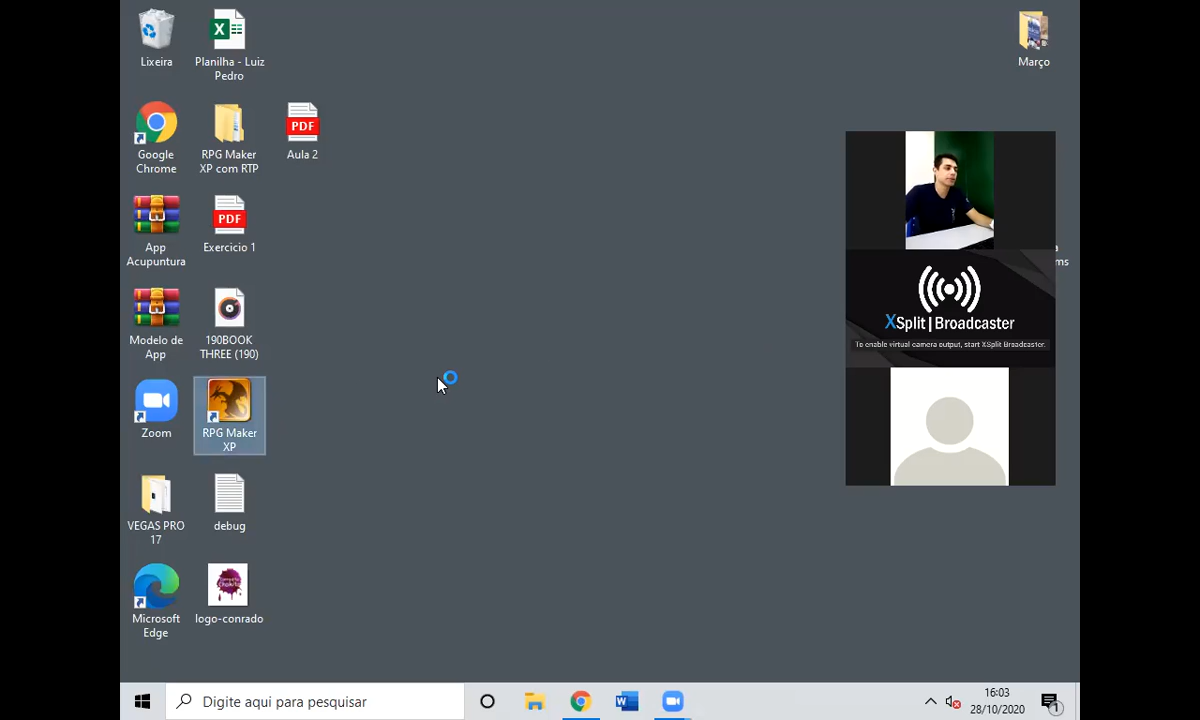 Lixeira
Planilha - Luiz
Pedro
Março
Google
Chrome
RPG Maker
XP com RTP
PDF
Aula 2
App
Acupuntura
PDF
Exercicio 1
a
ms
XSplit | Broadcaster
To enable virtual camera output, start XSplit Broadcaster.
Modelo de
App
190BOOK
THREE (190)
Zoom
RPG Maker
XP
VEGAS PRO
17
debug
Microsoft
Edge
logo-conrado
Digite aqui para pesquisar
16:03
28/10/2020
1